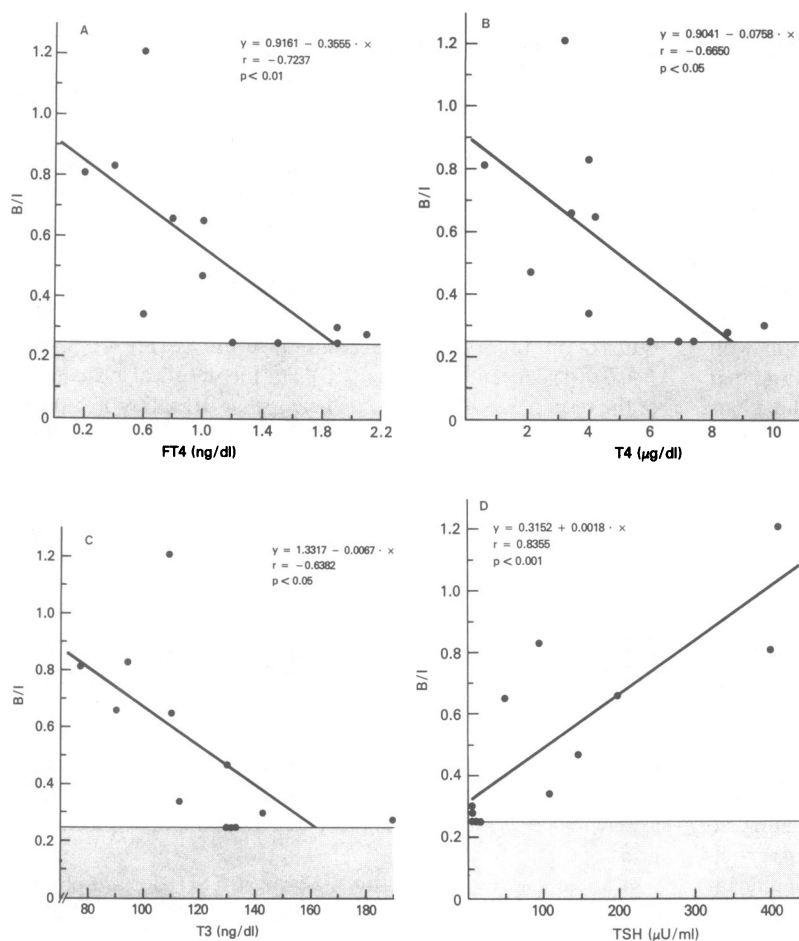 A
y = 0.9161 − 0.3555 · ×
r = −0.7237
p < 0.01
1.2
1.0
0.8
0.6
0.4
0.2
0
B/I
0.2 0.6 1.0 1.4 1.8 2.2
FT4 (ng/dl)
B
y = 0.9041 − 0.0758 · ×
r = −0.6650
p < 0.05
1.2
1.0
0.8
0.6
0.4
0.2
0
B/I
2 4 6 8 10
T4 (μg/dl)
C
y = 1.3317 − 0.0067 · ×
r = −0.6382
p < 0.05
1.2
1.0
0.8
0.6
0.4
0.2
0
B/I
80 100 120 140 160 180
T3 (ng/dl)
D
y = 0.3152 + 0.0018 · ×
r = 0.8355
p < 0.001
1.2
1.0
0.8
0.6
0.4
0.2
0
B/I
100 200 300 400
TSH (μU/ml)